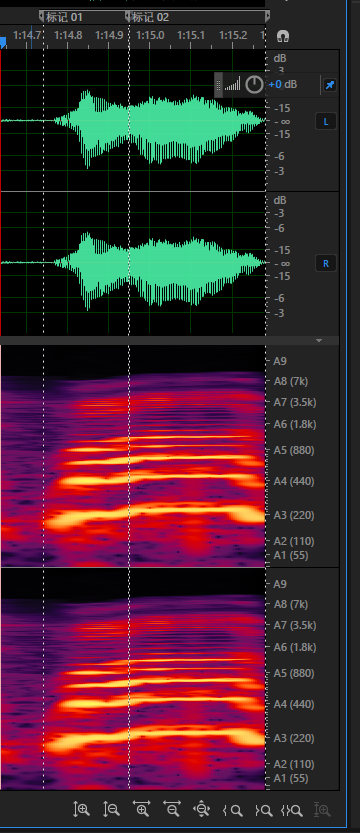 标记 01 标记 02
1:14.7 1:14.8 1:14.9 1:15.0 1:15.1 1:15.2 1
dB
-3
+0 dB
-15
-∞
-15
-6
-3
L
dB
-3
-6
-15
-∞
-15
-6
-3
R
A9
A8 (7k)
A7 (3.5k)
A6 (1.8k)
A5 (880)
A4 (440)
A3 (220)
A2 (110)
A1 (55)
A9
A8 (7k)
A7 (3.5k)
A6 (1.8k)
A5 (880)
A4 (440)
A3 (220)
A2 (110)
A1 (55)